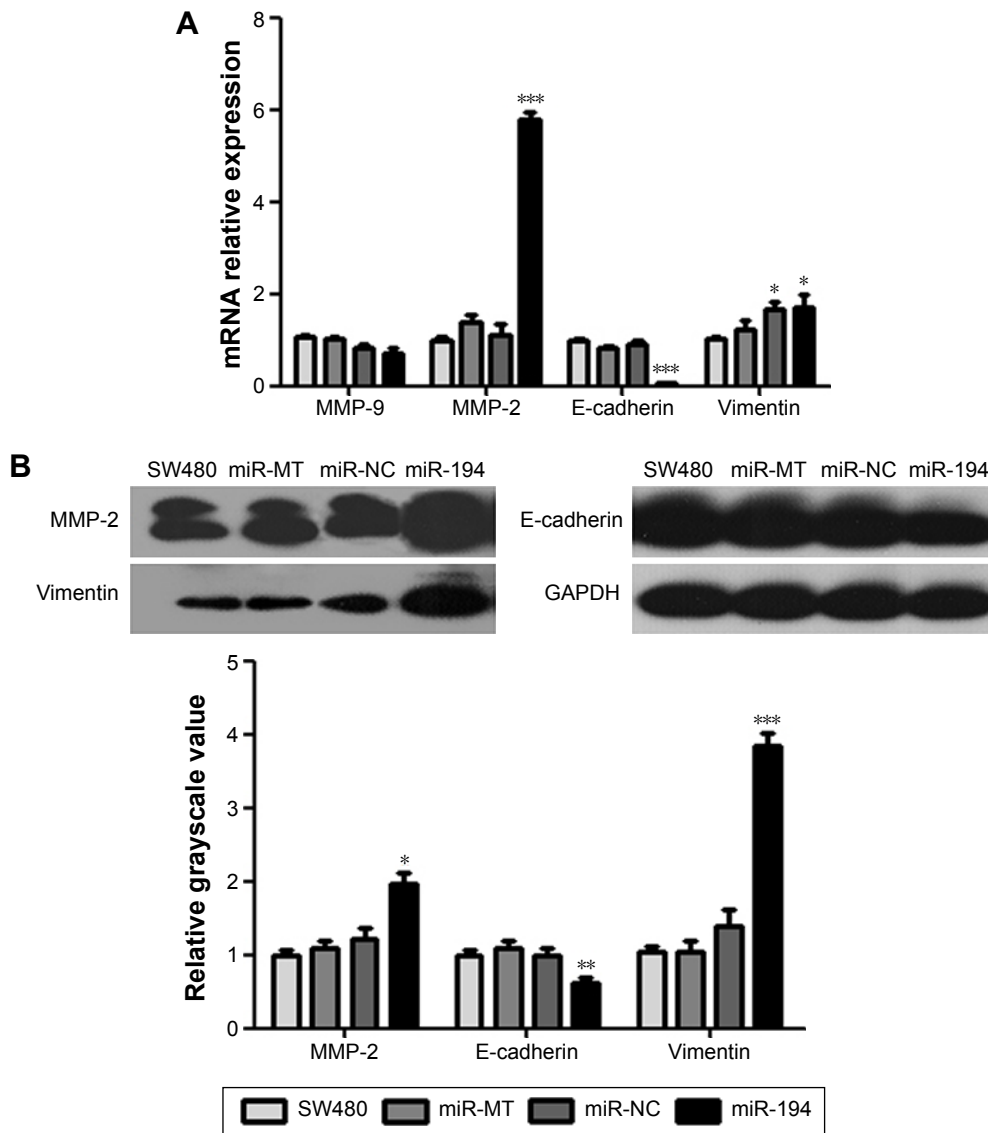 A
mRNA relative expression
8
6
4
2
0
***
***
*
*
MMP-9 MMP-2 E-cadherin Vimentin
B
SW480 miR-MT miR-NC miR-194
MMP-2
Vimentin
SW480 miR-MT miR-NC miR-194
E-cadherin
GAPDH
Relative grayscale value
5
4
3
2
1
0
*
**
***
MMP-2 E-cadherin Vimentin
SW480 miR-MT miR-NC miR-194